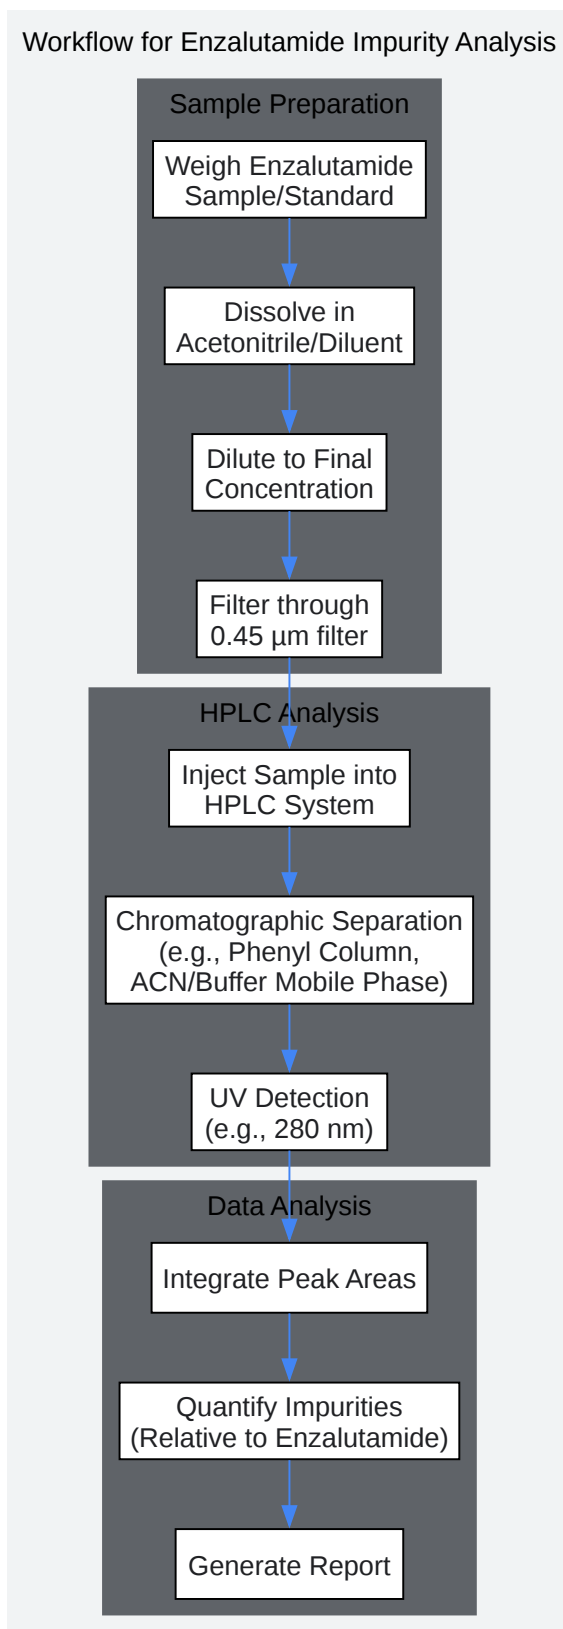 Workflow for Enzalutamide Impurity Analysis
Sample Preparation
Weigh Enzalutamide
Sample/Standard
Dissolve in
Acetonitrile/Diluent
Dilute to Final
Concentration
Filter through
0.45 µm filter
HPLC Analysis
Inject Sample into
HPLC System
Chromatographic Separation
(e.g., Phenyl Column,
ACN/Buffer Mobile Phase)
UV Detection
(e.g., 280 nm)
Data Analysis
Integrate Peak Areas
Quantify Impurities
(Relative to Enzalutamide)
Generate Report